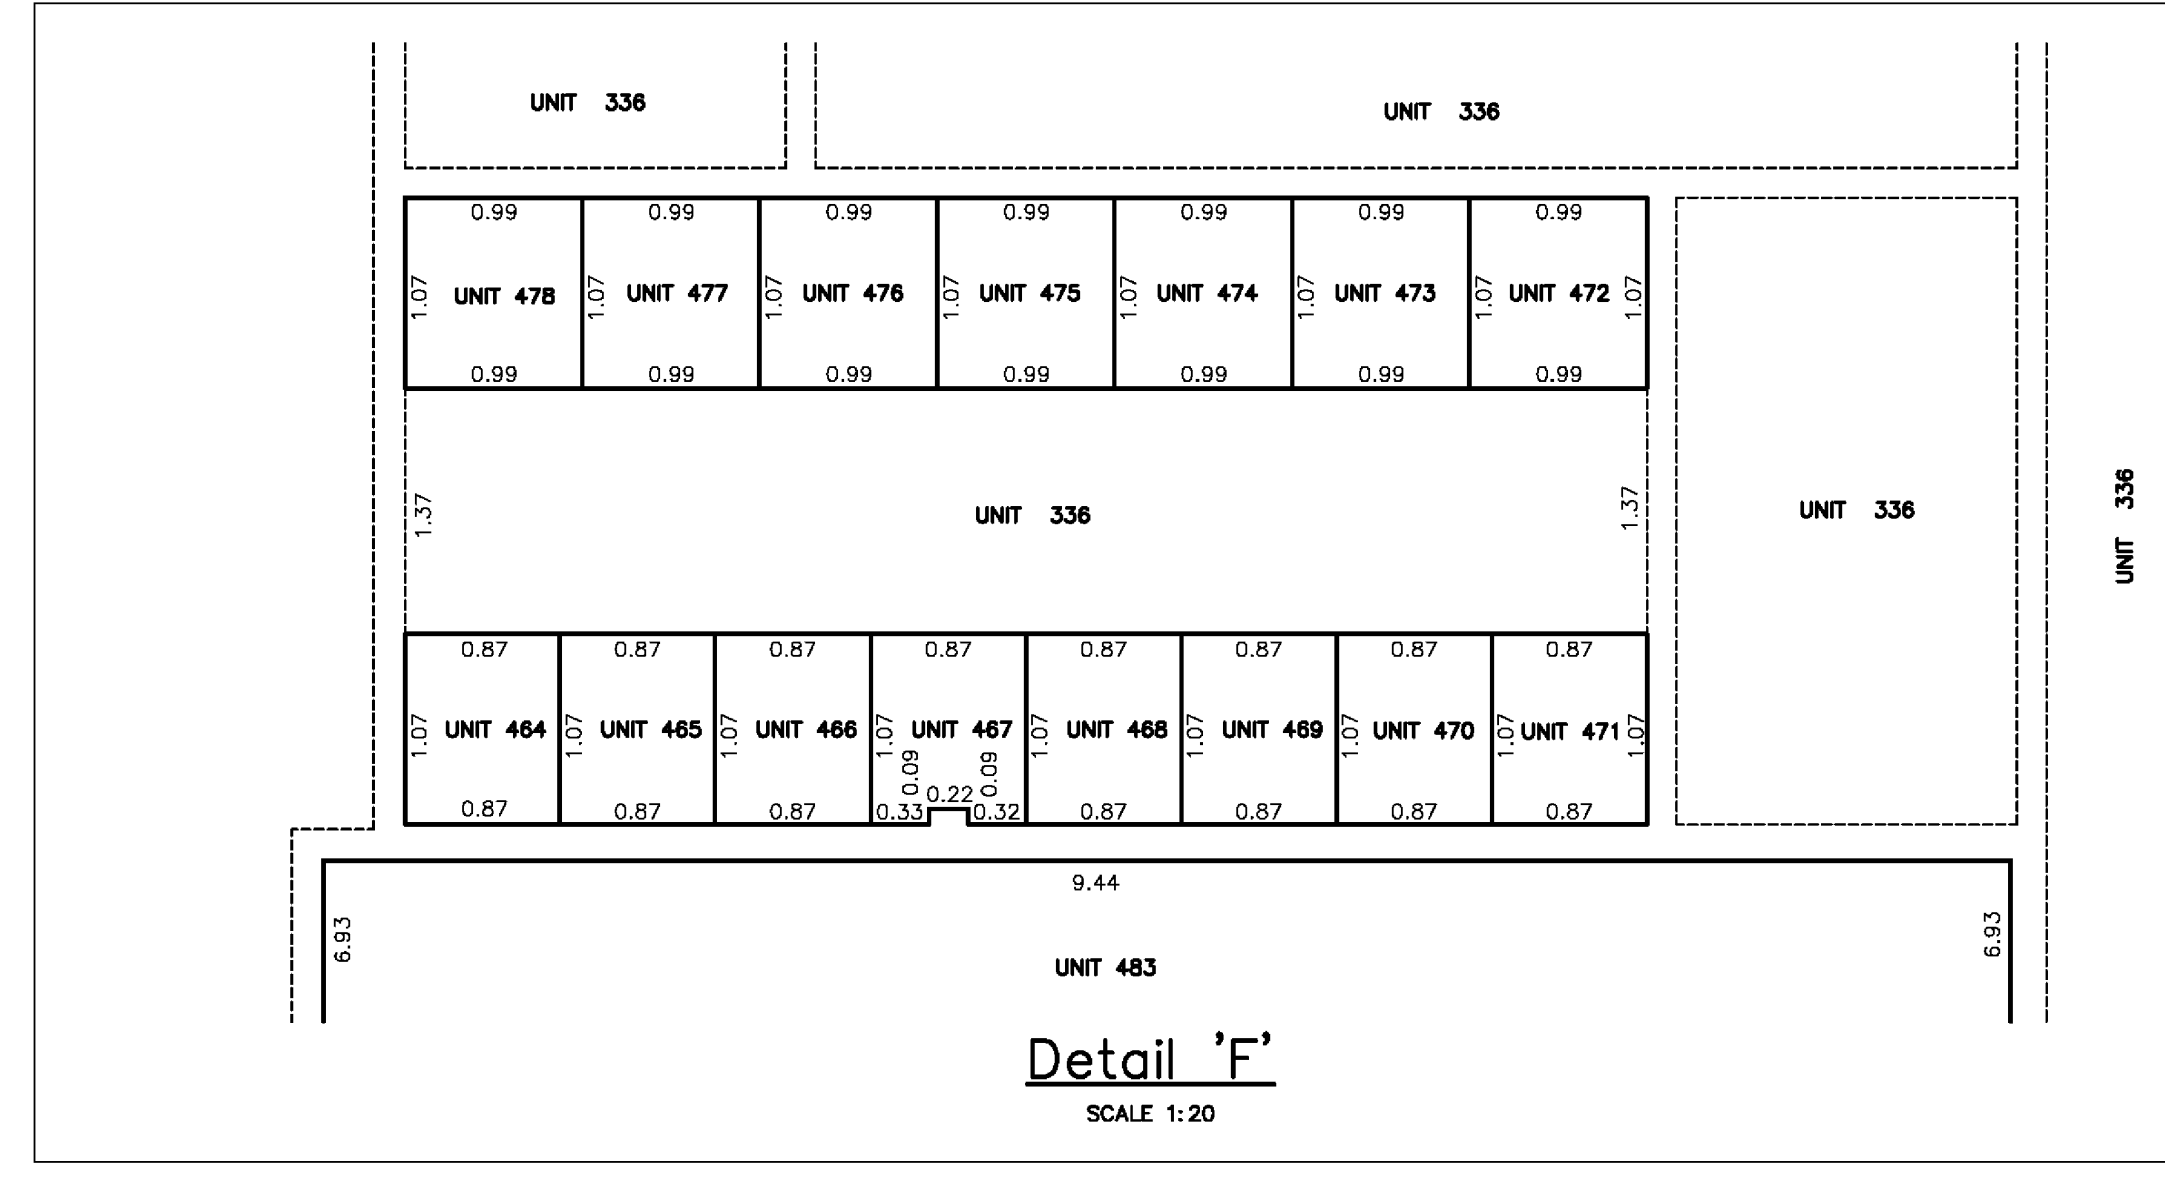 UNIT 336
UNIT 336
0.99 0.99 0.99 0.99 0.99 0.99 0.99
1.07 UNIT 478 1.07 UNIT 477 1.07 UNIT 476 1.07 UNIT 475 1.07 UNIT 474 1.07 UNIT 473 1.07 UNIT 472 1.07
0.99 0.99 0.99 0.99 0.99 0.99 0.99
1.37 UNIT 336 1.37
UNIT 336
UNIT 336
0.87 0.87 0.87 0.87 0.87 0.87 0.87 0.87
1.07 UNIT 464 1.07 UNIT 465 1.07 UNIT 466 1.07 UNIT 467 1.07 UNIT 468 1.07 UNIT 469 1.07 UNIT 470 1.07 UNIT 471 1.07
0.09 0.22 0.09
0.87 0.87 0.87 0.33 0.32 0.87 0.87 0.87 0.87
9.44
6.93 UNIT 483 6.93
Detail 'F'
SCALE 1:20